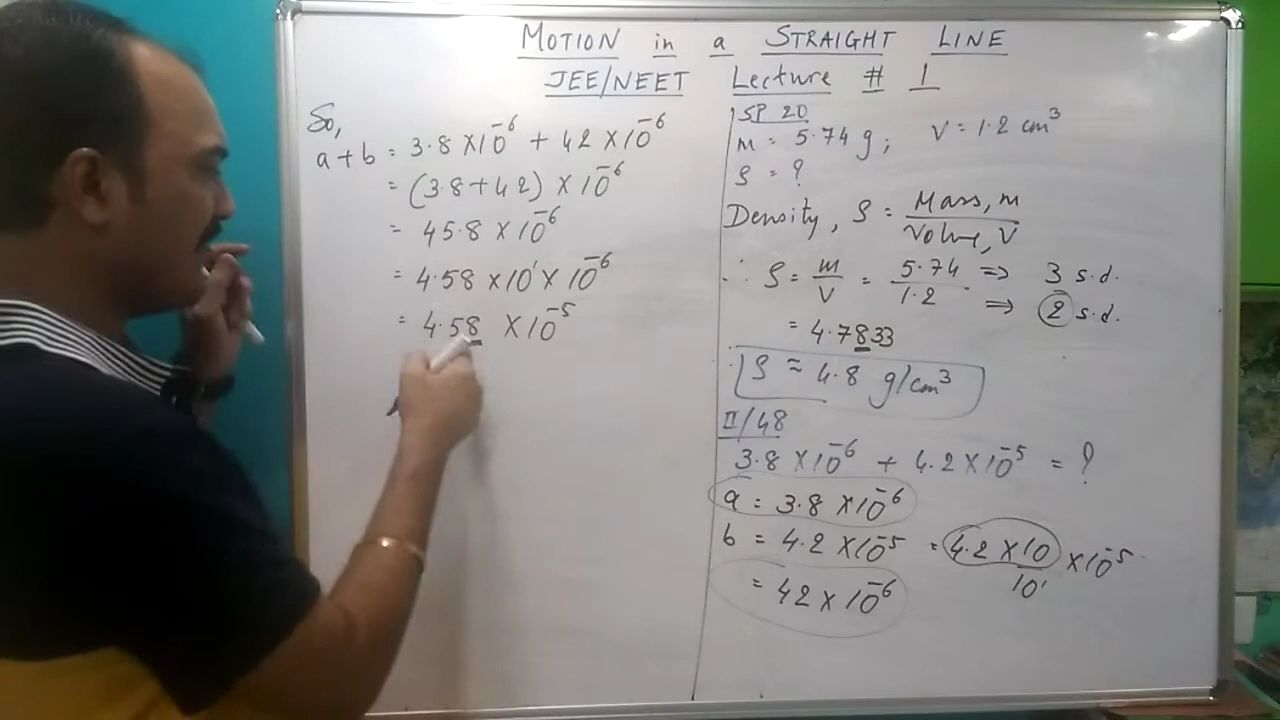 MOTION in a STRAIGHT LINE
JEE/NEET Lecture # 1
So,
a+b = 3.8 × 10⁻⁶ + 42 × 10⁻⁶
= (3.8 + 42) × 10⁻⁶
= 45.8 × 10⁻⁶
= 4.58 × 10¹ × 10⁻⁶
= 4.58 × 10⁻⁵
SP 20
m = 5.74 g; V = 1.2 cm³
ρ = ?
Density, ρ = Mass, m / Volume, V
∴ ρ = m/V = 5.74/1.2 ⇒ 3 s.d.
⇒ 2 s.d.
= 4.7833
∴ ρ ≈ 4.8 g/cm³
II/48
3.8 × 10⁻⁶ + 4.2 × 10⁻⁵ = ?
a = 3.8 × 10⁻⁶
b = 4.2 × 10⁻⁵ = 4.2 × 10 / 10¹ × 10⁻⁵
= 42 × 10⁻⁶